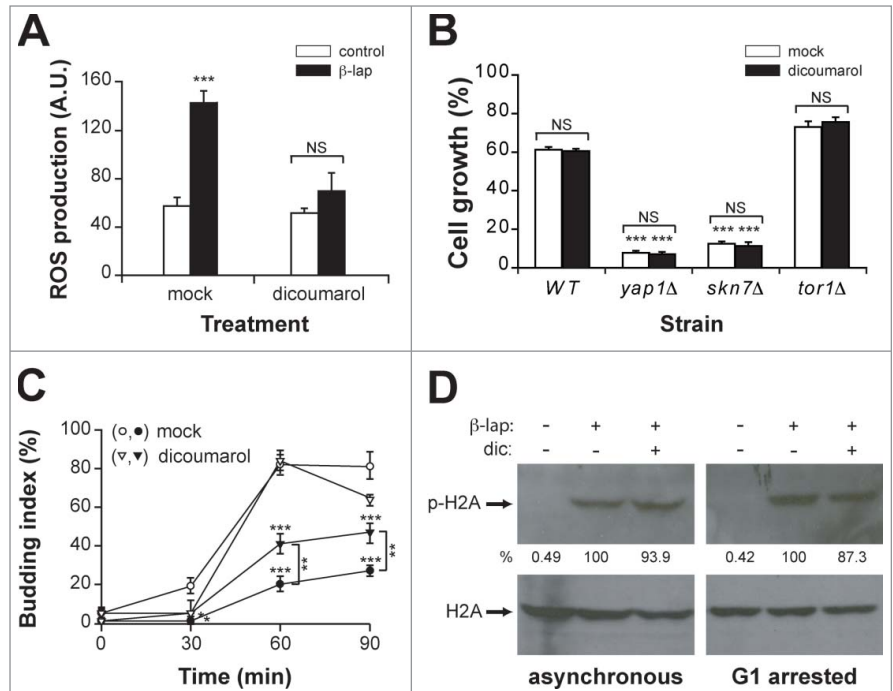 A
control
β-lap
ROS production (A.U.)
160
120
80
40
0
***
NS
mock
dicoumarol
Treatment
B
mock
dicoumarol
Cell growth (%)
100
80
60
40
20
0
NS
NS
*** ***
NS
*** ***
NS
WT
yap1Δ
skn7Δ
tor1Δ
Strain
C
(○,●) mock
(▽,▼) dicoumarol
Budding index (%)
100
80
60
40
20
0
*
*
***
***
**
***
***
**
0
30
60
90
Time (min)
D
β-lap: - + + - + +
dic: - - + - - +
p-H2A
% 0.49 100 93.9 0.42 100 87.3
H2A
asynchronous
G1 arrested